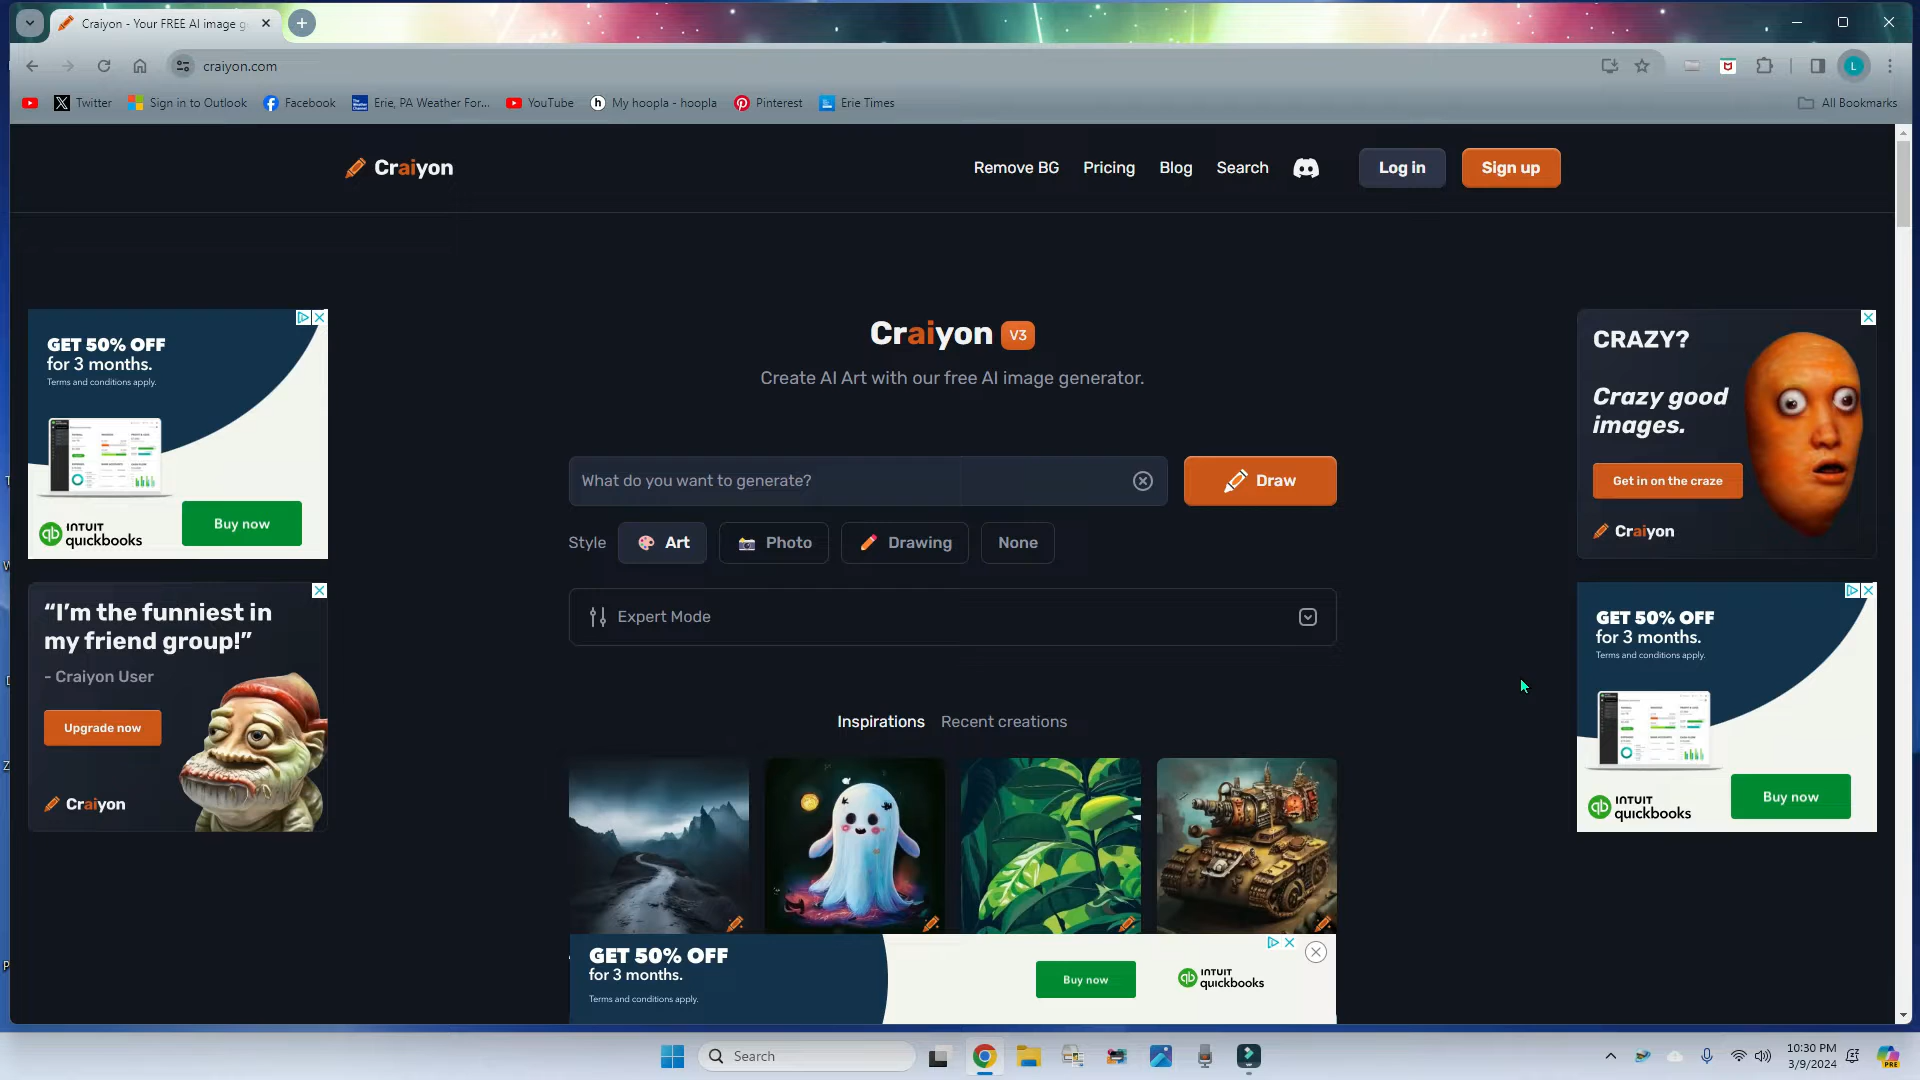 Craiyon - Your FREE AI image g
craiyon.com
Twitter
Sign in to Outlook
Facebook
Erie, PA Weather For...
YouTube
My hoopla - hoopla
Pinterest
Erie Times
All Bookmarks
L
Craiyon
Remove BG
Pricing
Blog
Search
Log in
Sign up
Craiyon V3
Create AI Art with our free AI image generator.
What do you want to generate?
Draw
Style
Art
Photo
Drawing
None
Expert Mode
Inspirations
Recent creations
GET 50% OFF
for 3 months.
Terms and conditions apply.
INTUIT
quickbooks
Buy now
"I'm the funniest in
my friend group!"
- Craiyon User
Upgrade now
Craiyon
CRAZY?
Crazy good
images.
Get in on the craze
Craiyon
GET 50% OFF
for 3 months.
Terms and conditions apply.
INTUIT
quickbooks
Buy now
GET 50% OFF
for 3 months.
Terms and conditions apply.
Buy now
INTUIT
quickbooks
Search
10:30 PM
3/9/2024
PRE